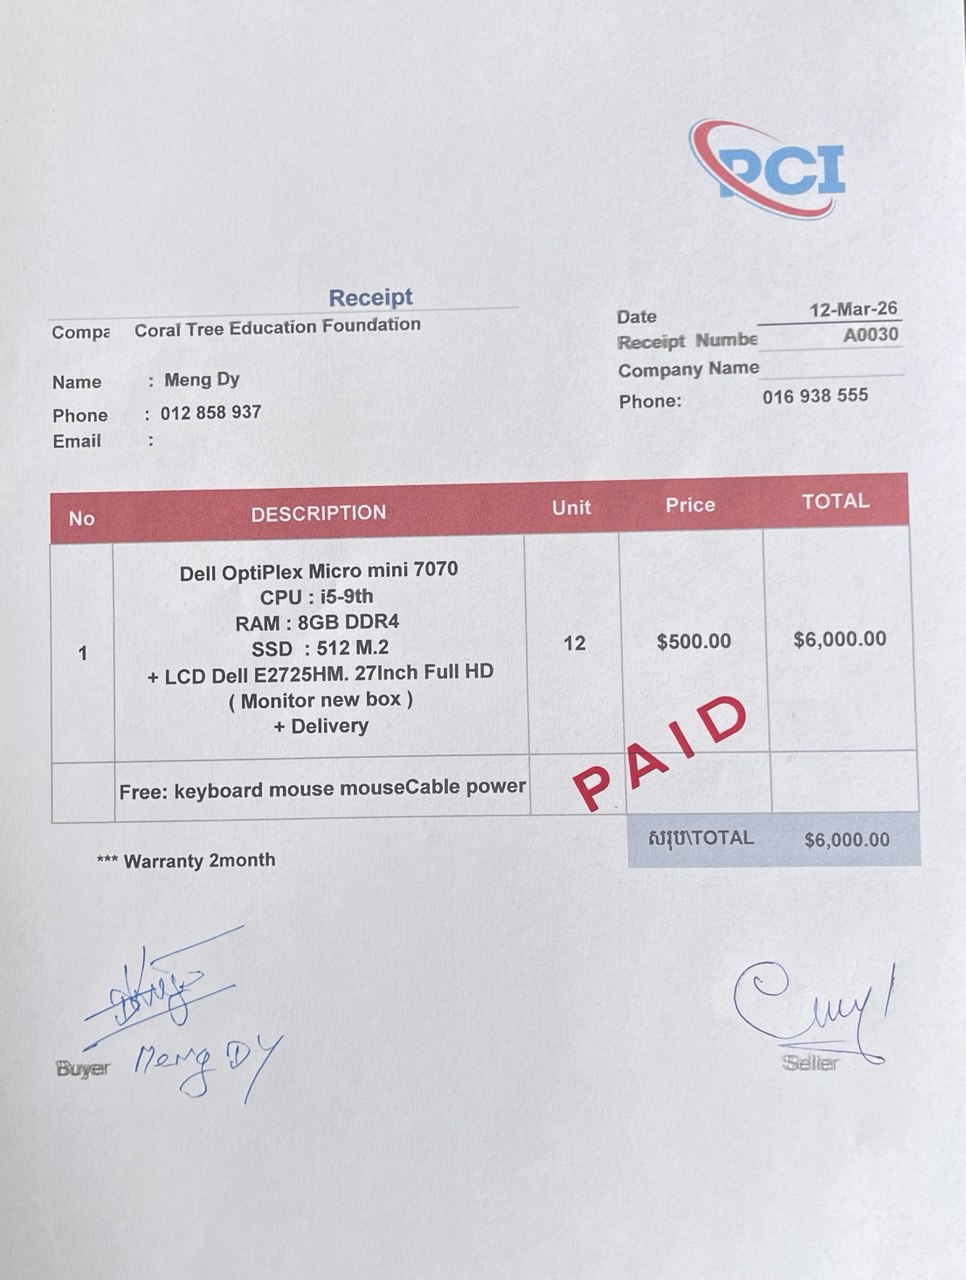 PCI
Receipt
Compa Coral Tree Education Foundation
Name : Meng Dy
Phone : 012 858 937
Email :
Date 12-Mar-26
Receipt Numbe A0030
Company Name
Phone: 016 938 555
No DESCRIPTION Unit Price TOTAL
1
Dell OptiPlex Micro mini 7070
CPU : i5-9th
RAM : 8GB DDR4
SSD : 512 M.2
+ LCD Dell E2725HM. 27Inch Full HD
( Monitor new box )
+ Delivery
12 $500.00 $6,000.00
Free: keyboard mouse mouseCable power
PAID
សរុប\TOTAL $6,000.00
*** Warranty 2month
Buyer Meng DY
Seller